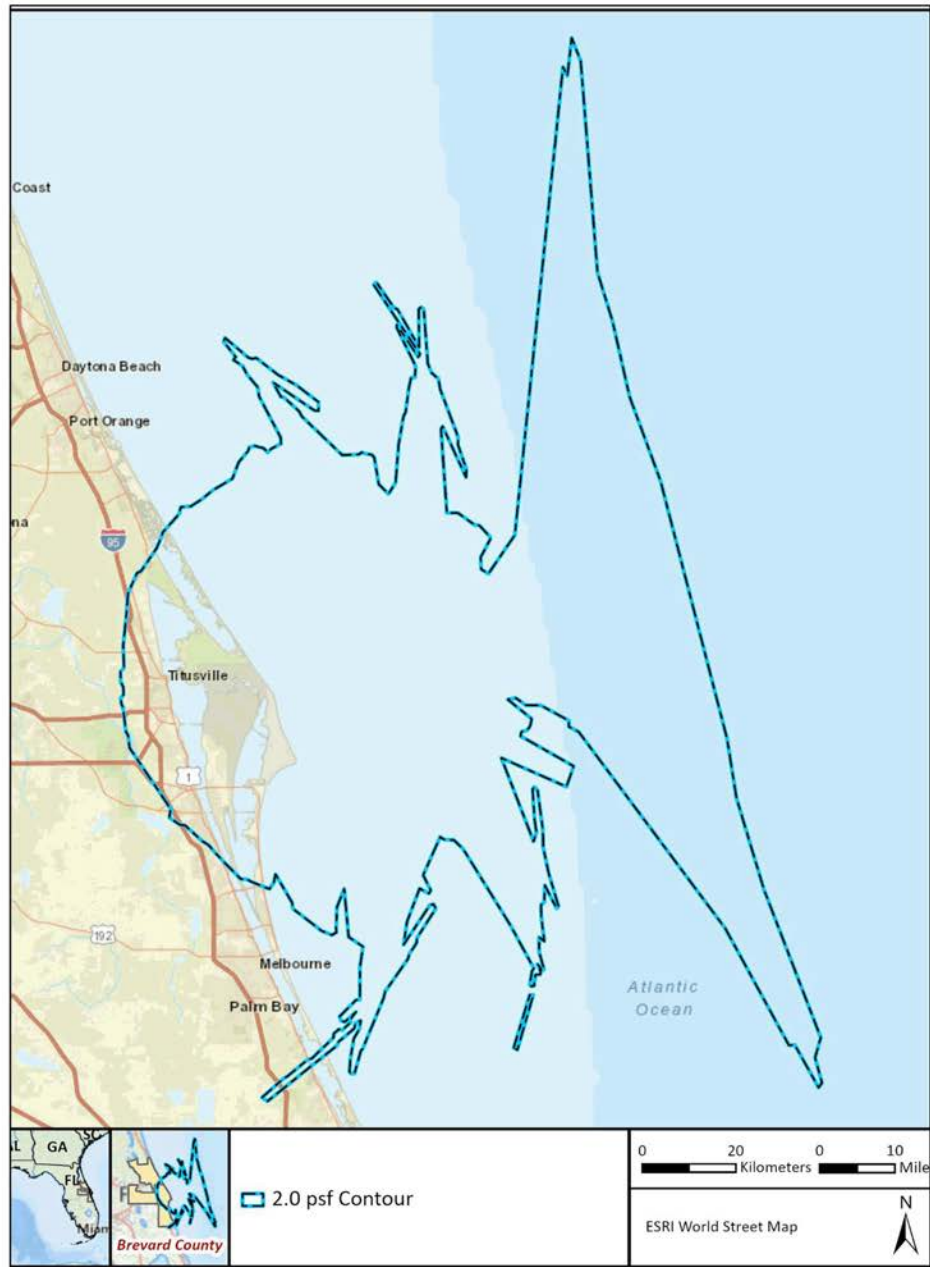 Coast
Daytona Beach
Port Orange
na
95
Titusville
1
192
Melbourne
Palm Bay
Atlantic
Ocean
AL
GA
SC
FL
Miam
F
Brevard County
2.0 psf Contour
0 20 Kilometers 0 10 Mile
ESRI World Street Map
N